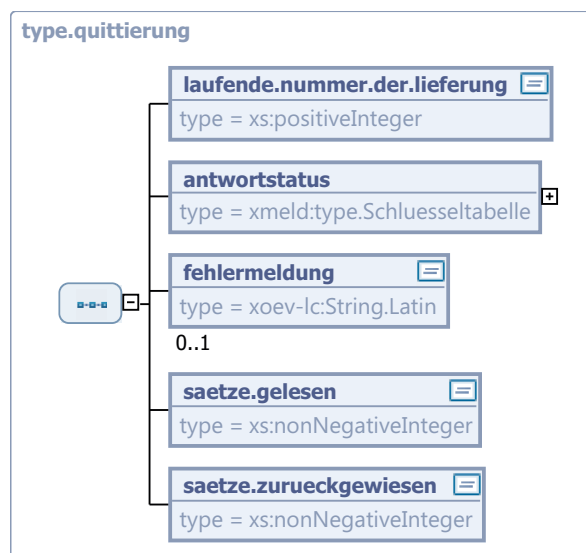 type.quittierung
laufende.nummer.der.lieferung
type = xs:positiveInteger
antwortstatus
type = xmeld:type.Schluesseltabelle
fehlermeldung
type = xoev-lc:String.Latin
0..1
saetze.gelesen
type = xs:nonNegativeInteger
saetze.zurueckgewiesen
type = xs:nonNegativeInteger